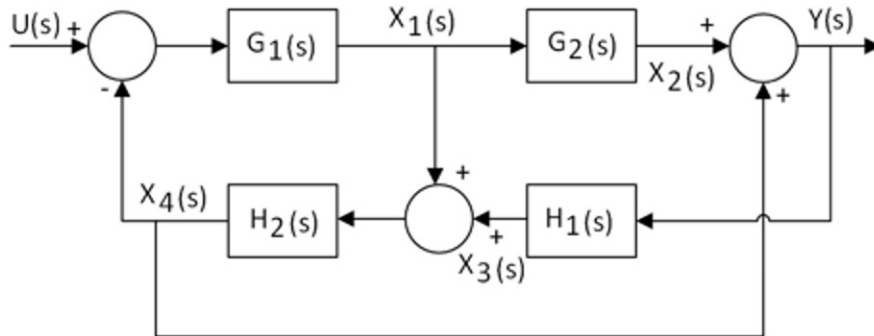 U(s) + G1(s) X1(s) G2(s) + Y(s)
X2(s)
- +
+
X4(s) H2(s) H1(s)
+
X3(s)